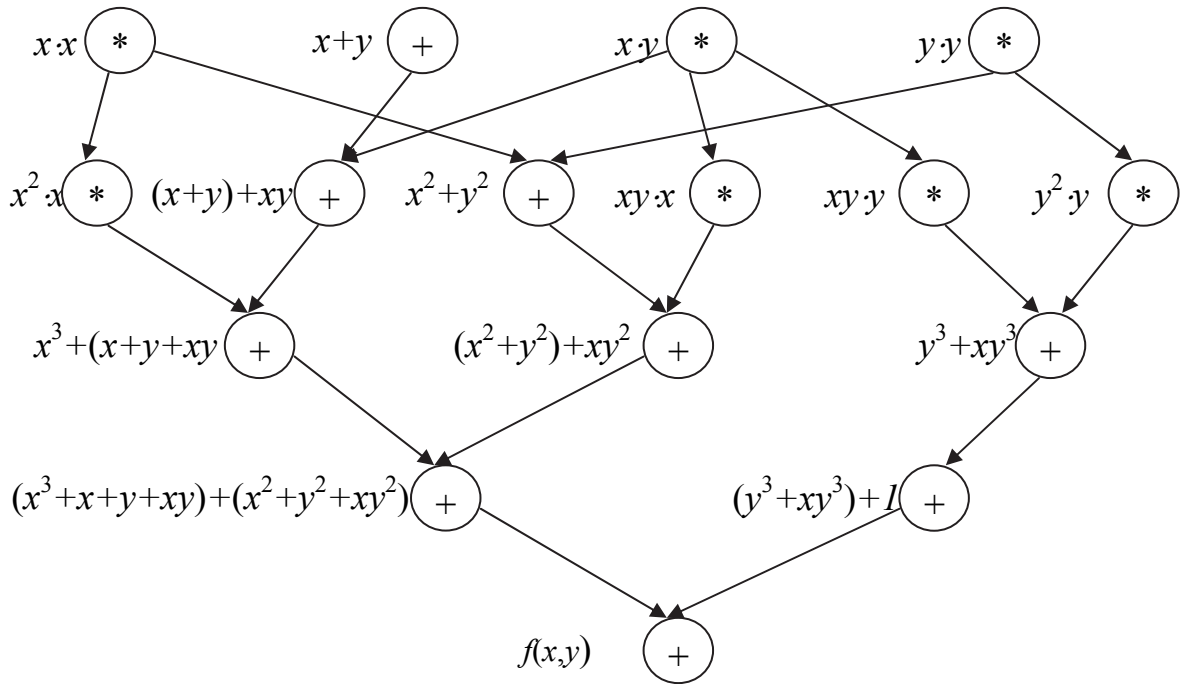 x·x * x+y + x·y * y·y *
x²·x * (x+y)+xy + x²+y² + xy·x * xy·y * y²·y *
x³+(x+y+xy + (x²+y²)+xy² + y³+xy³ +
(x³+x+y+xy)+(x²+y²+xy²) + (y³+xy³)+1 +
f(x,y) +